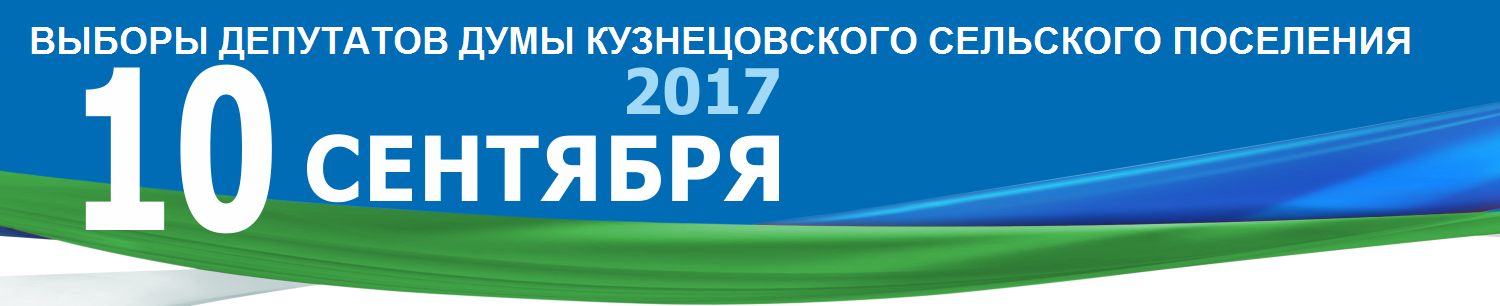 ВЫБОРЫ ДЕПУТАТОВ ДУМЫ КУЗНЕЦОВСКОГО СЕЛЬСКОГО ПОСЕЛЕНИЯ
2017
10 СЕНТЯБРЯ